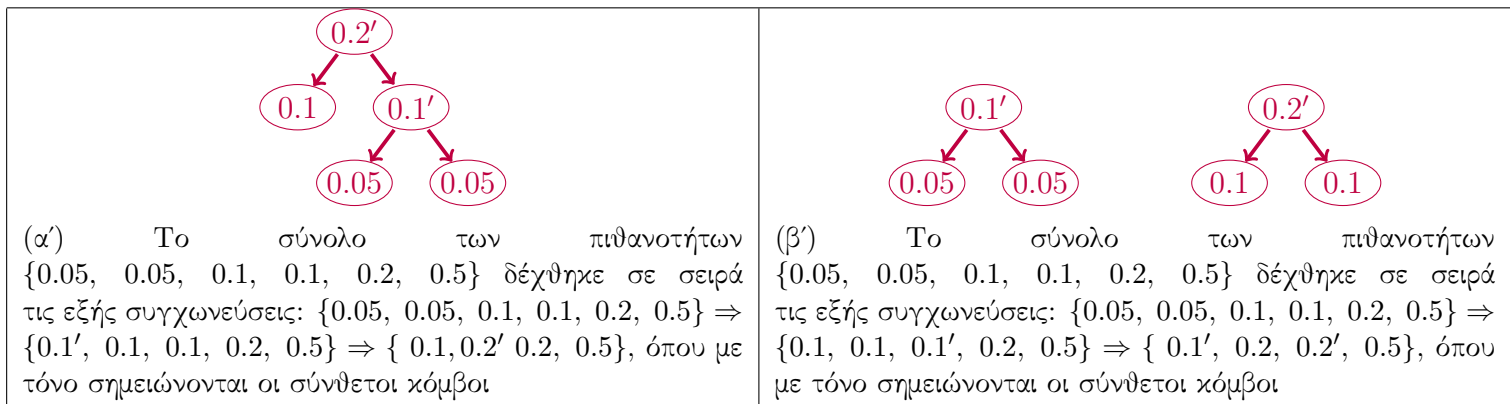 0.2′
0.1 0.1′
0.05 0.05
(αʹ) Το σύνολο των πιθανοτήτων
{0.05, 0.05, 0.1, 0.1, 0.2, 0.5} δέχθηκε σε σειρά
τις εξής συγχωνεύσεις: {0.05, 0.05, 0.1, 0.1, 0.2, 0.5} ⇒
{0.1′, 0.1, 0.1, 0.2, 0.5} ⇒ { 0.1, 0.2′ 0.2, 0.5}, όπου με
τόνο σημειώνονται οι σύνθετοι κόμβοι
0.1′ 0.2′
0.05 0.05 0.1 0.1
(βʹ) Το σύνολο των πιθανοτήτων
{0.05, 0.05, 0.1, 0.1, 0.2, 0.5} δέχθηκε σε σειρά
τις εξής συγχωνεύσεις: {0.05, 0.05, 0.1, 0.1, 0.2, 0.5} ⇒
{0.1, 0.1, 0.1′, 0.2, 0.5} ⇒ { 0.1′, 0.2, 0.2′, 0.5}, όπου
με τόνο σημειώνονται οι σύνθετοι κόμβοι